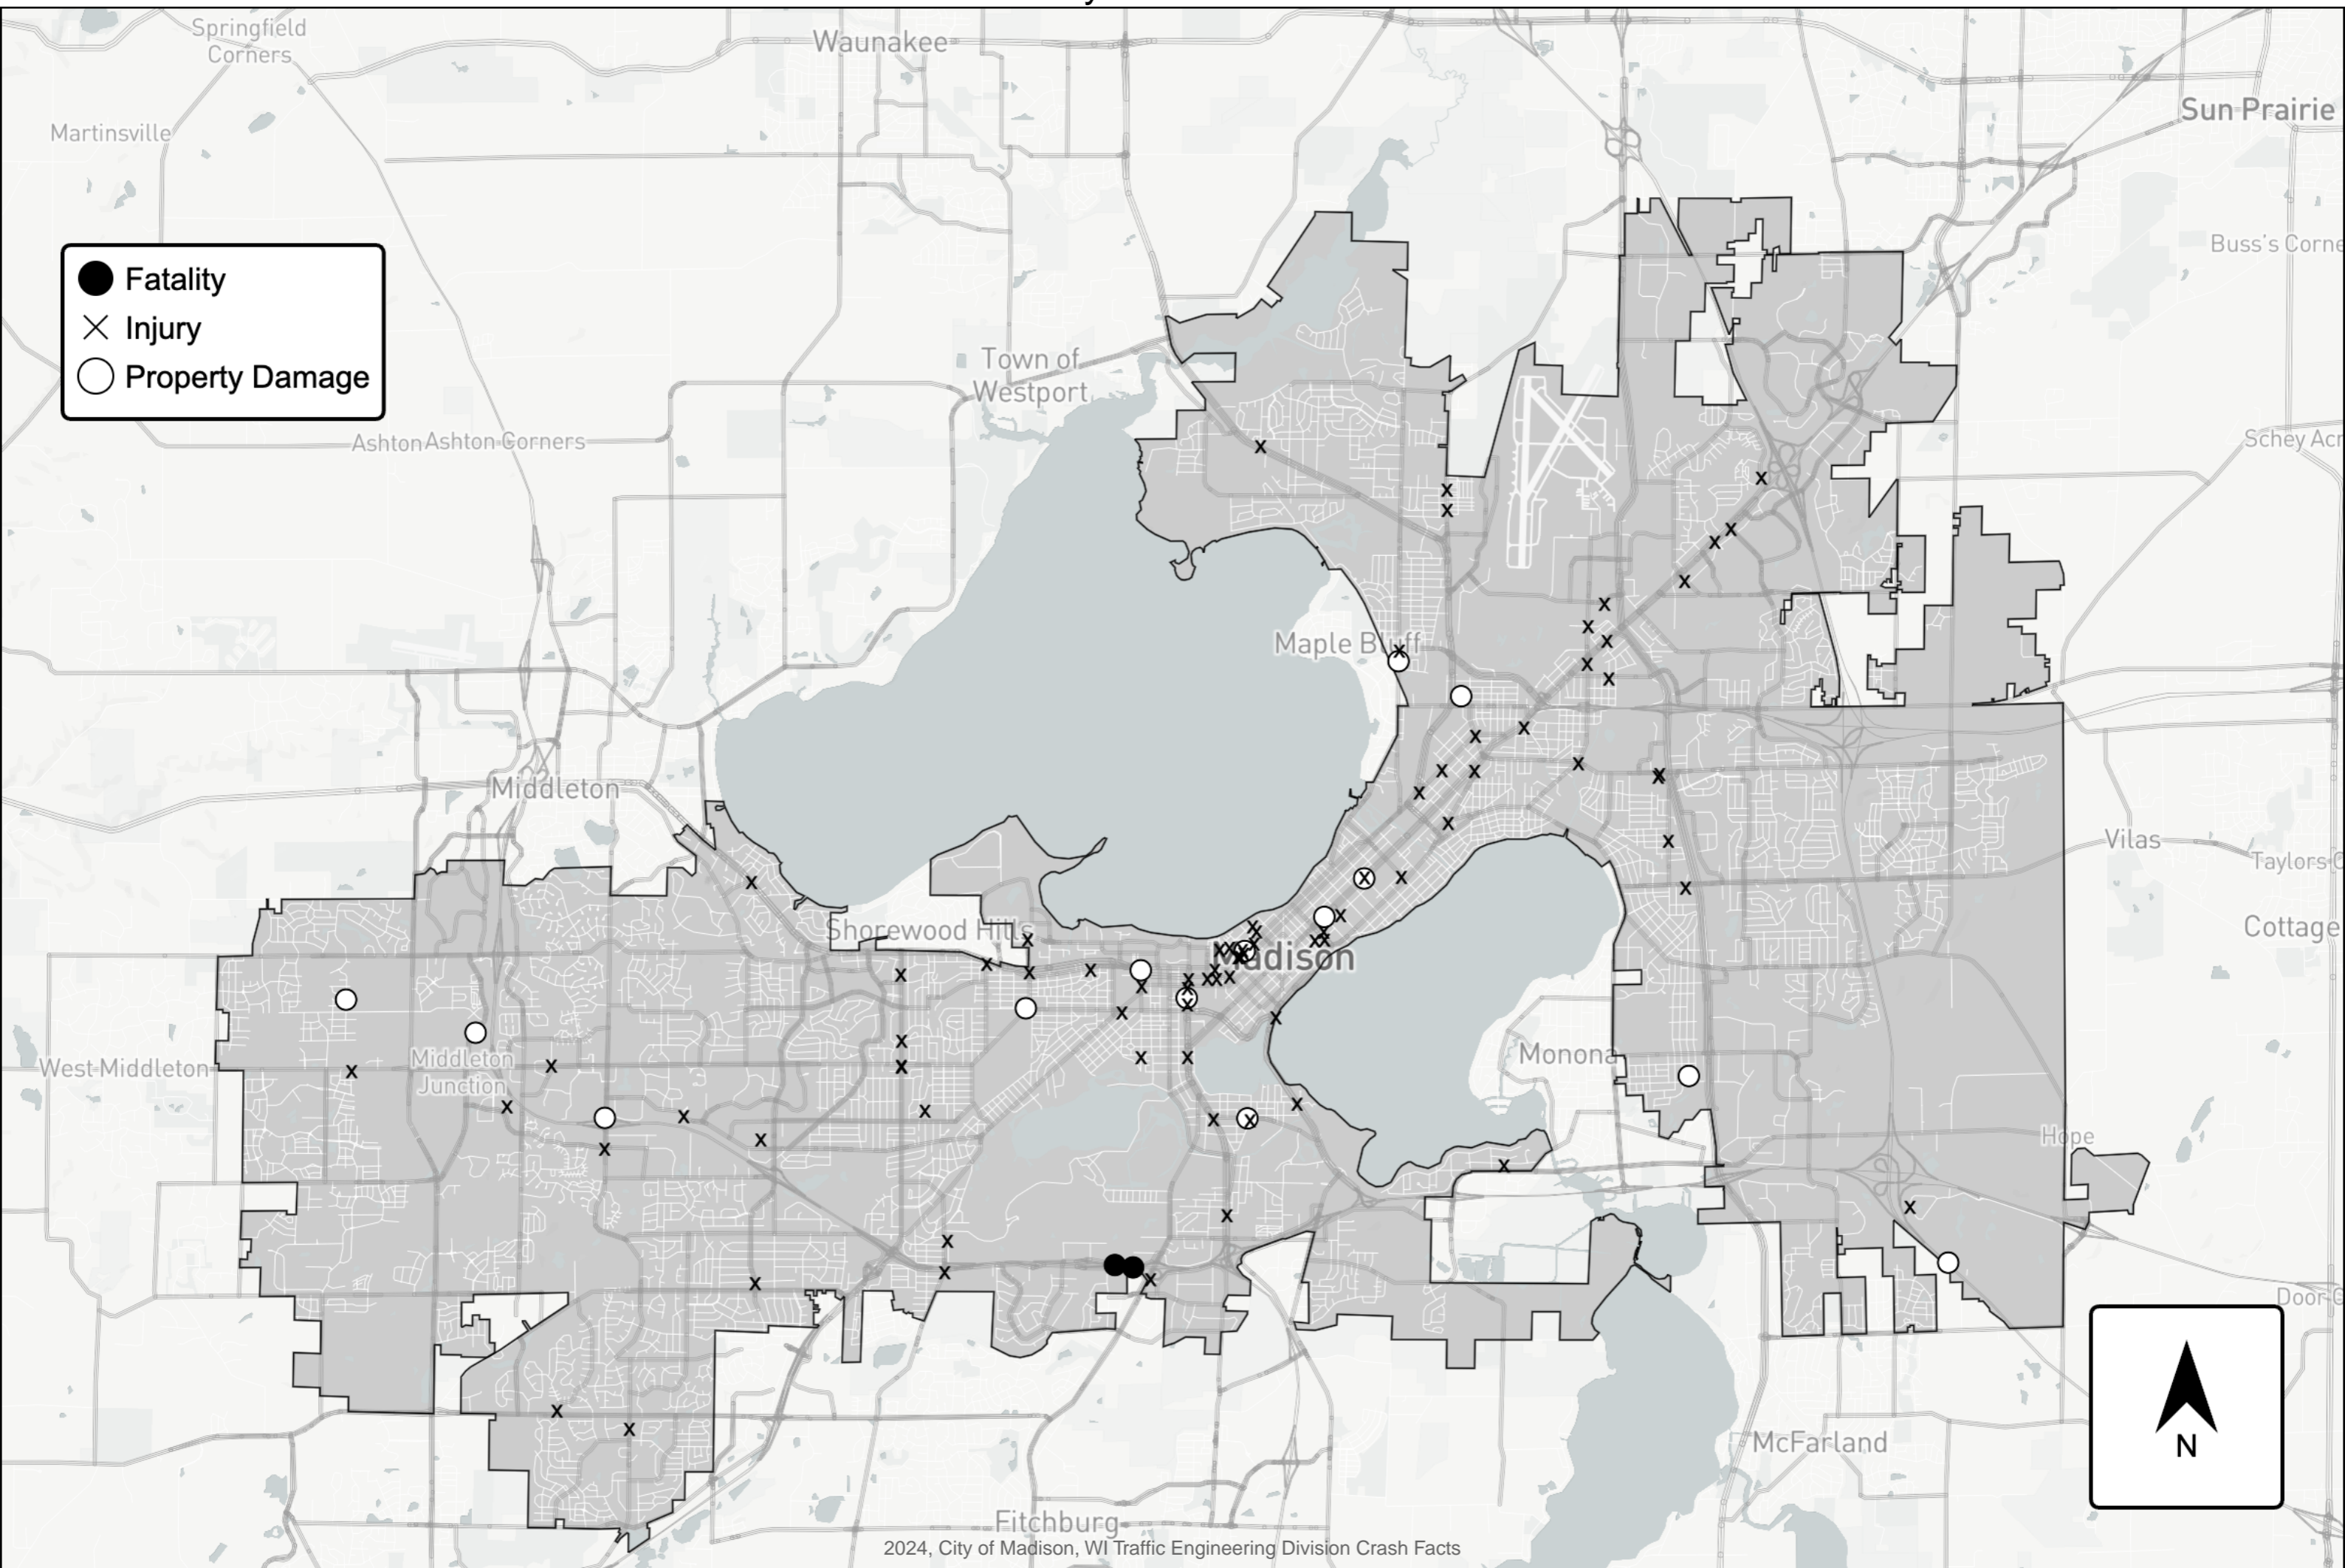 Springfield
Corners
Waunakee
Sun Prairie
Martinsville
Buss's Corne
Fatality
Injury
Property Damage
Town of
Westport
Ashton
Ashton Corners
Schey Acr
Maple Bluff
Middleton
Vilas
Taylors C
Shorewood Hills
Cottage
Madison
West Middleton
Middleton
Junction
Monona
Hope
Door C
McFarland
N
Fitchburg
2024, City of Madison, WI Traffic Engineering Division Crash Facts